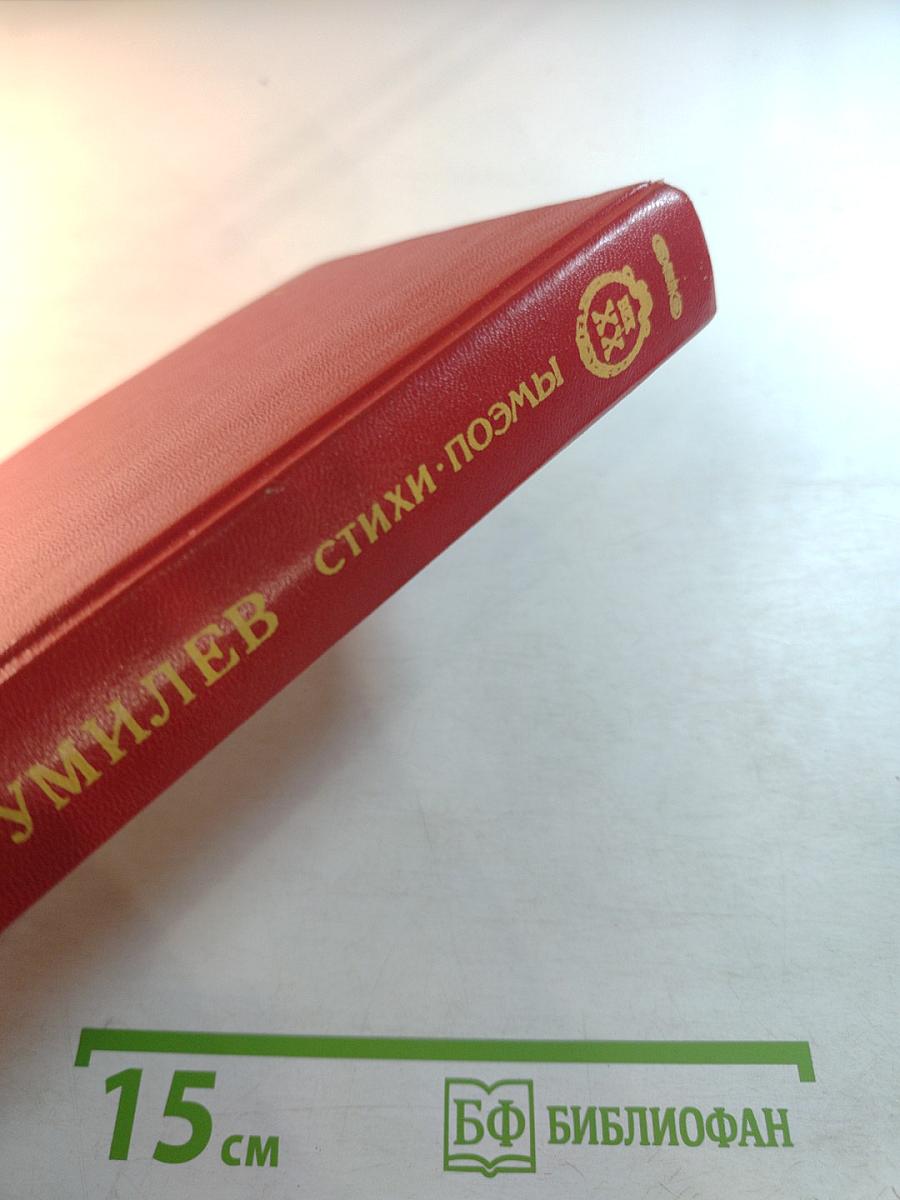 УМИЛЕВ
СТИХИ·ПОЭМЫ
XX
15 см
БФ БИБЛИОФАН